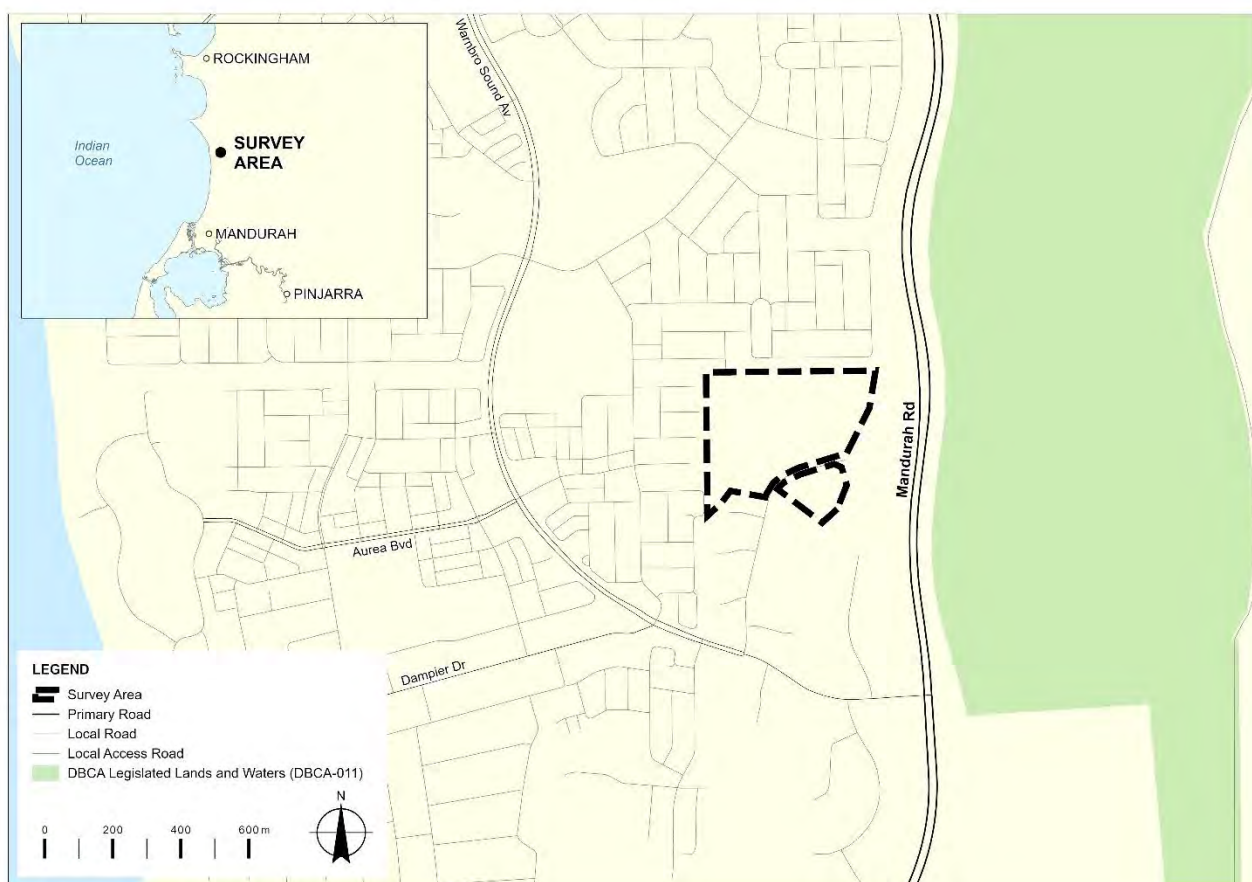 ROCKINGHAM
Indian
Ocean
SURVEY
AREA
MANDURAH
PINJARRA
Warnbro Sound Av
Mandurah Rd
Aurea Bvd
Dampier Dr
LEGEND
Survey Area
Primary Road
Local Road
Local Access Road
DBCA Legislated Lands and Waters (DBCA-011)
N
0 200 400 600 m